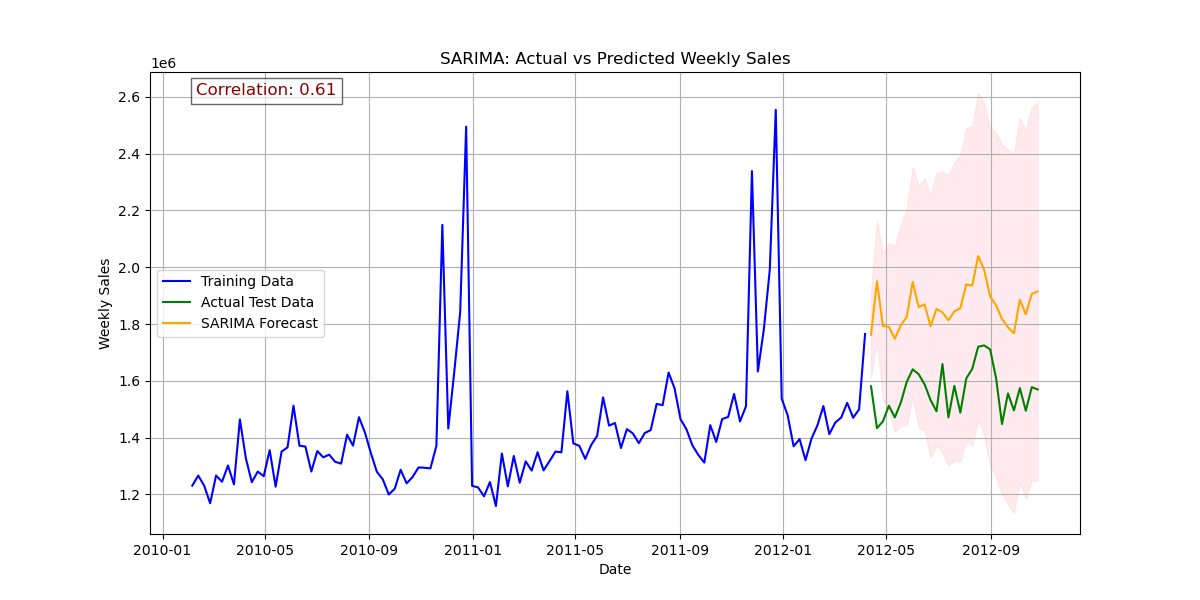 SARIMA: Actual vs Predicted Weekly Sales
1e6
Correlation: 0.61
2.6
2.4
2.2
2.0
1.8
1.6
1.4
1.2
Weekly Sales
Training Data
Actual Test Data
SARIMA Forecast
2010-01 2010-05 2010-09 2011-01 2011-05 2011-09 2012-01 2012-05 2012-09
Date